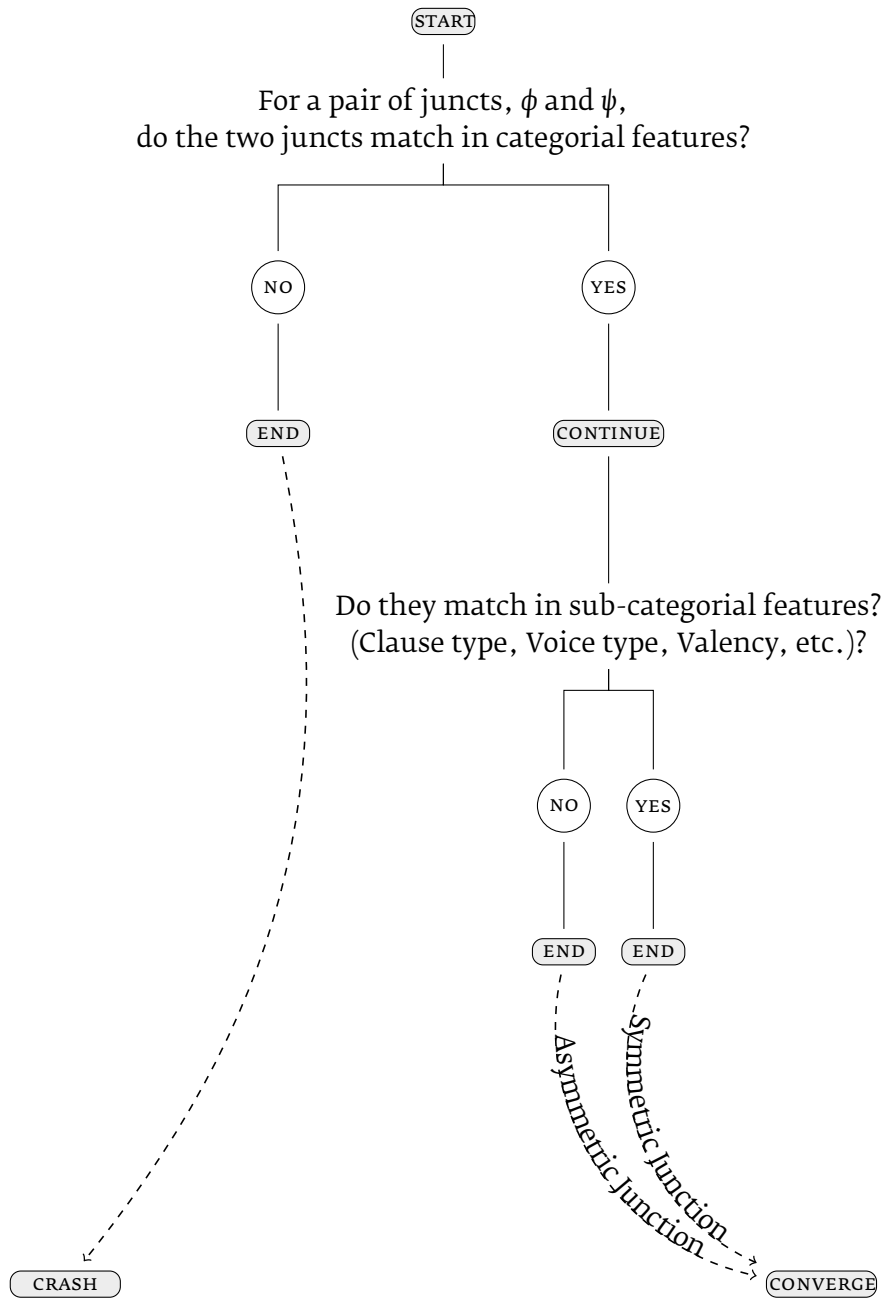 START
For a pair of juncts, ϕ and ψ,
do the two juncts match in categorial features?
NO
YES
END
CONTINUE
Do they match in sub-categorial features?
(Clause type, Voice type, Valency, etc.)?
NO
YES
END
END
Asymmetric Junction
Symmetric Junction
CRASH
CONVERGE